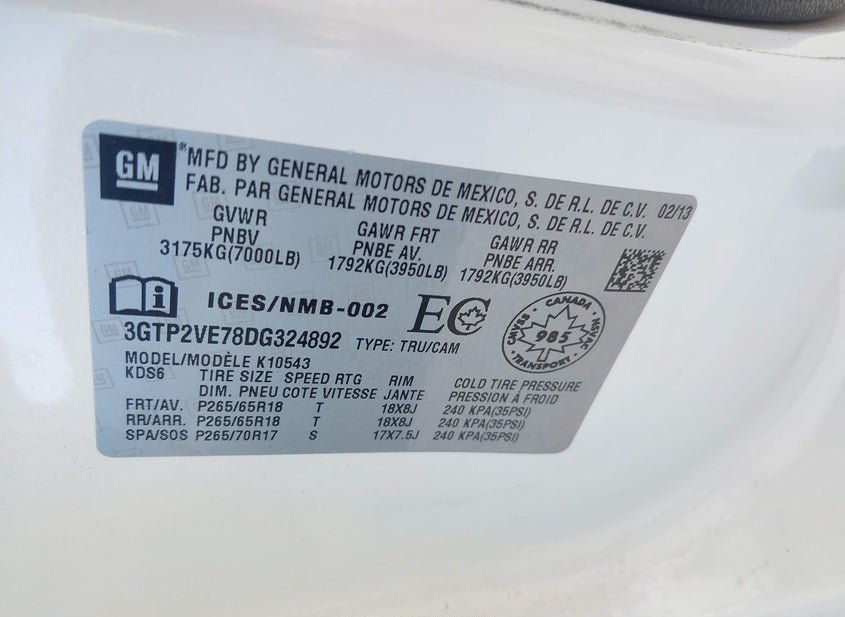 GM
®MFD BY GENERAL MOTORS DE MEXICO, S. DE R.L. DE C.V. 02/13
FAB. PAR GENERAL MOTORS DE MEXICO, S. DE R.L. DE C.V.
GVWR GAWR FRT GAWR RR
PNBV PNBE AV. PNBE ARR.
3175KG(7000LB) 1792KG(3950LB) 1792KG(3950LB)
i ICES/NMB-002 EC
CANADA
CMVSS 985 NSVAC
TRANSPORT
3GTP2VE78DG324892 TYPE: TRU/CAM
MODEL/MODÈLE K10543
KDS6 TIRE SIZE SPEED RTG RIM COLD TIRE PRESSURE
DIM. PNEU COTE VITESSE JANTE PRESSION À FROID
FRT/AV. P265/65R18 T 18X8J 240 KPA(35PSI)
RR/ARR. P265/65R18 T 18X8J 240 KPA(35PSI)
SPA/SOS P265/70R17 S 17X7.5J 240 KPA(35PSI)